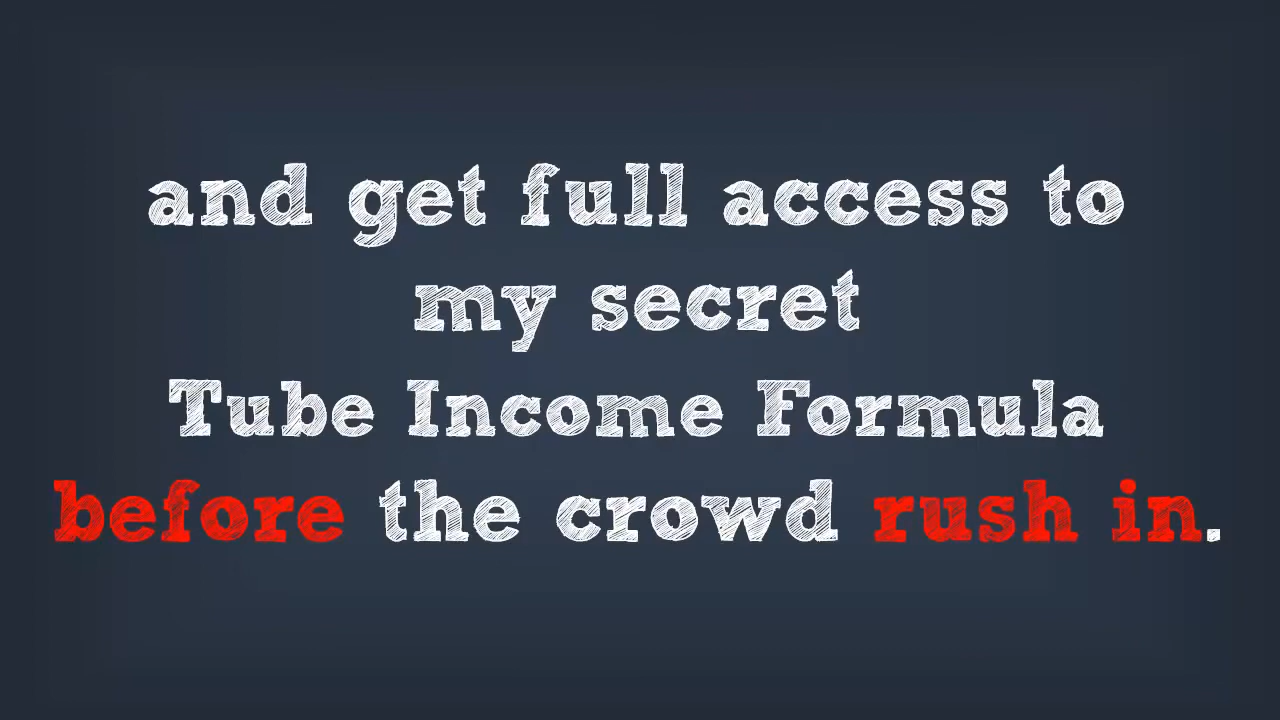 and get full access to
my secret
Tube Income Formula
before the crowd rush in.